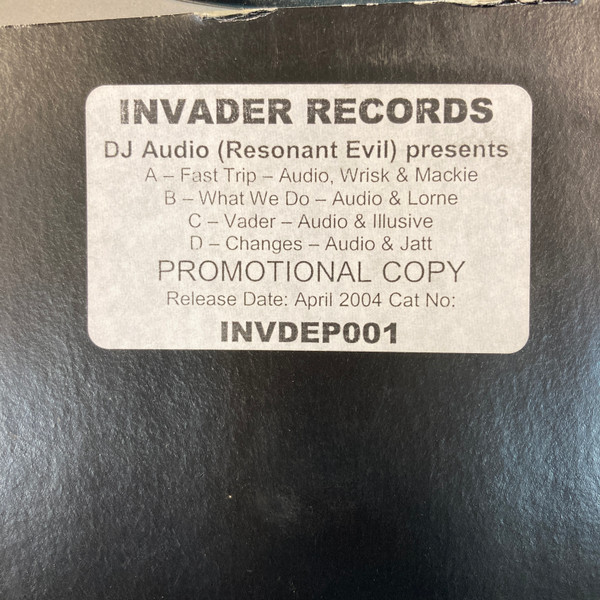 INVADER RECORDS
DJ Audio (Resonant Evil) presents
A – Fast Trip – Audio, Wrisk & Mackie
B – What We Do – Audio & Lorne
C – Vader – Audio & Illusive
D – Changes – Audio & Jatt
PROMOTIONAL COPY
Release Date: April 2004 Cat No:
INVDEP001